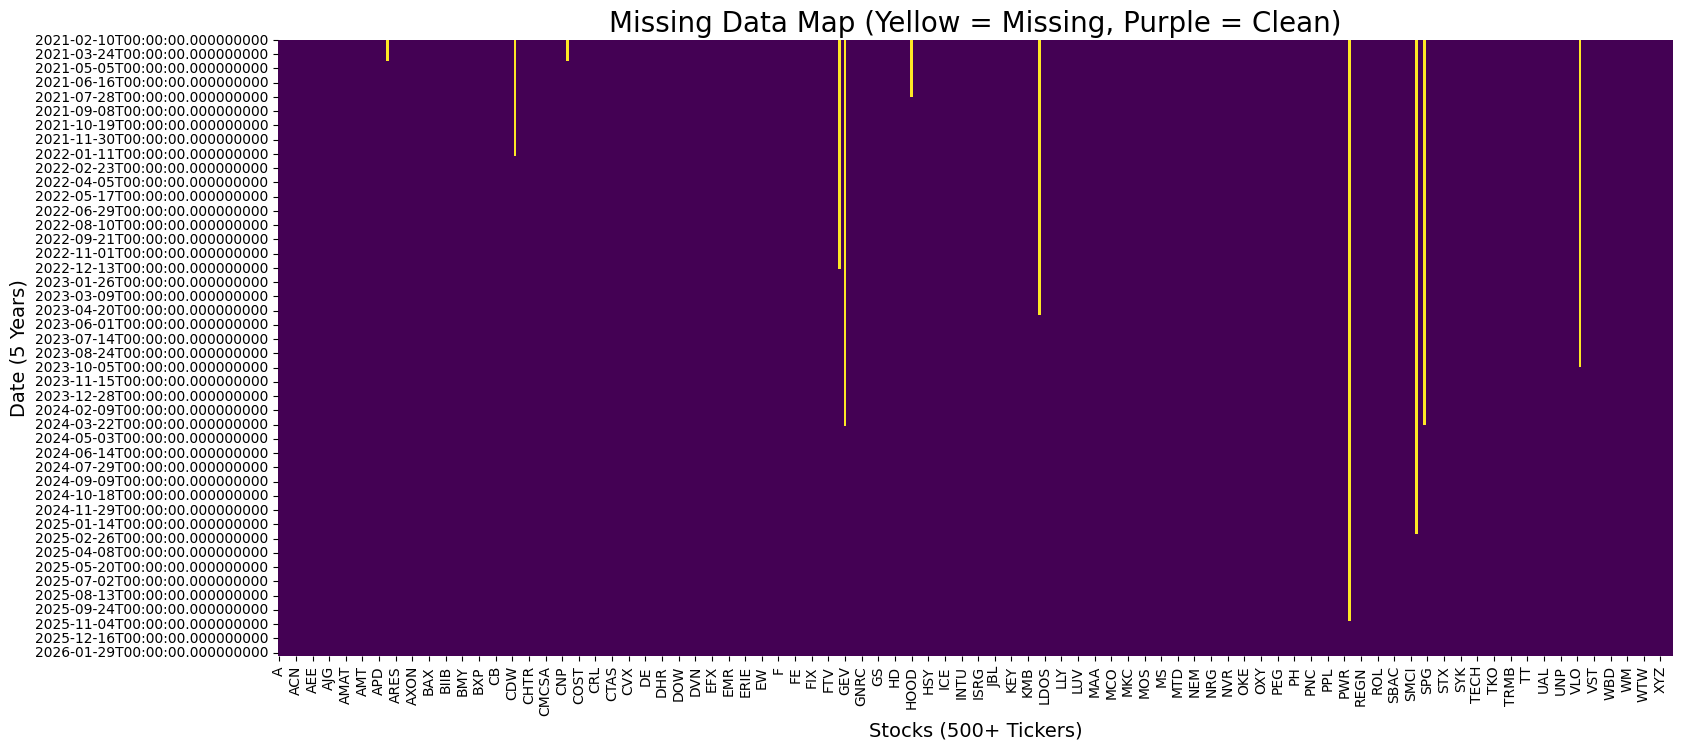 Missing Data Map (Yellow = Missing, Purple = Clean)
Date (5 Years)
2021-02-10T00:00:00.000000000
2021-03-24T00:00:00.000000000
2021-05-05T00:00:00.000000000
2021-06-16T00:00:00.000000000
2021-07-28T00:00:00.000000000
2021-09-08T00:00:00.000000000
2021-10-19T00:00:00.000000000
2021-11-30T00:00:00.000000000
2022-01-11T00:00:00.000000000
2022-02-23T00:00:00.000000000
2022-04-05T00:00:00.000000000
2022-05-17T00:00:00.000000000
2022-06-29T00:00:00.000000000
2022-08-10T00:00:00.000000000
2022-09-21T00:00:00.000000000
2022-11-01T00:00:00.000000000
2022-12-13T00:00:00.000000000
2023-01-26T00:00:00.000000000
2023-03-09T00:00:00.000000000
2023-04-20T00:00:00.000000000
2023-06-01T00:00:00.000000000
2023-07-14T00:00:00.000000000
2023-08-24T00:00:00.000000000
2023-10-05T00:00:00.000000000
2023-11-15T00:00:00.000000000
2023-12-28T00:00:00.000000000
2024-02-09T00:00:00.000000000
2024-03-22T00:00:00.000000000
2024-05-03T00:00:00.000000000
2024-06-14T00:00:00.000000000
2024-07-29T00:00:00.000000000
2024-09-09T00:00:00.000000000
2024-10-18T00:00:00.000000000
2024-11-29T00:00:00.000000000
2025-01-14T00:00:00.000000000
2025-02-26T00:00:00.000000000
2025-04-08T00:00:00.000000000
2025-05-20T00:00:00.000000000
2025-07-02T00:00:00.000000000
2025-08-13T00:00:00.000000000
2025-09-24T00:00:00.000000000
2025-11-04T00:00:00.000000000
2025-12-16T00:00:00.000000000
2026-01-29T00:00:00.000000000
A
ACN
AEE
AJG
AMAT
AMT
APD
ARES
AXON
BAX
BIIB
BMY
BXP
CB
CDW
CHTR
CMCSA
CNP
COST
CRL
CTAS
CVX
DE
DHR
DOW
DVN
EFX
EMR
ERIE
EW
F
FE
FIX
FTV
GEV
GNRC
GS
HD
HOOD
HSY
ICE
INTU
ISRG
JBL
KEY
KMB
LDOS
LLY
LUV
MAA
MCO
MKC
MOS
MS
MTD
NEM
NRG
NVR
OKE
OXY
PEG
PH
PNC
PPL
PWR
REGN
ROL
SBAC
SMCI
SPG
STX
SYK
TECH
TKO
TRMB
TT
UAL
UNP
VLO
VST
WBD
WM
WTW
XYZ
Stocks (500+ Tickers)